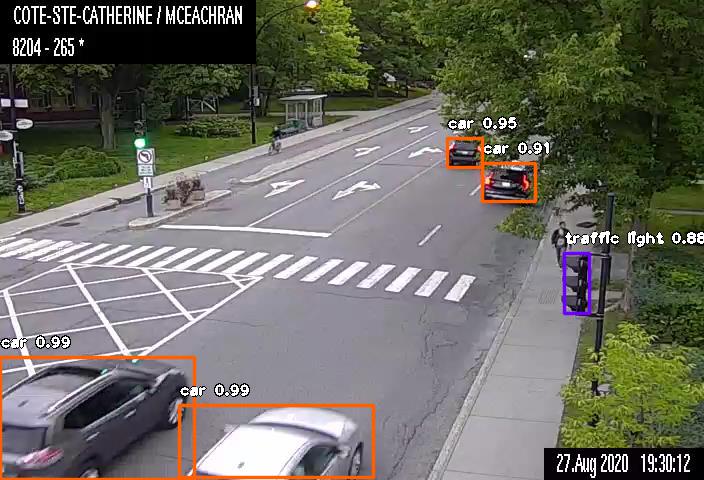 COTE-STE-CATHERINE / MCEACHRAN
8204 - 265 *
car 0.95
car 0.91
traffic light 0.88
car 0.99
car 0.99
27.Aug 2020 19:30:12